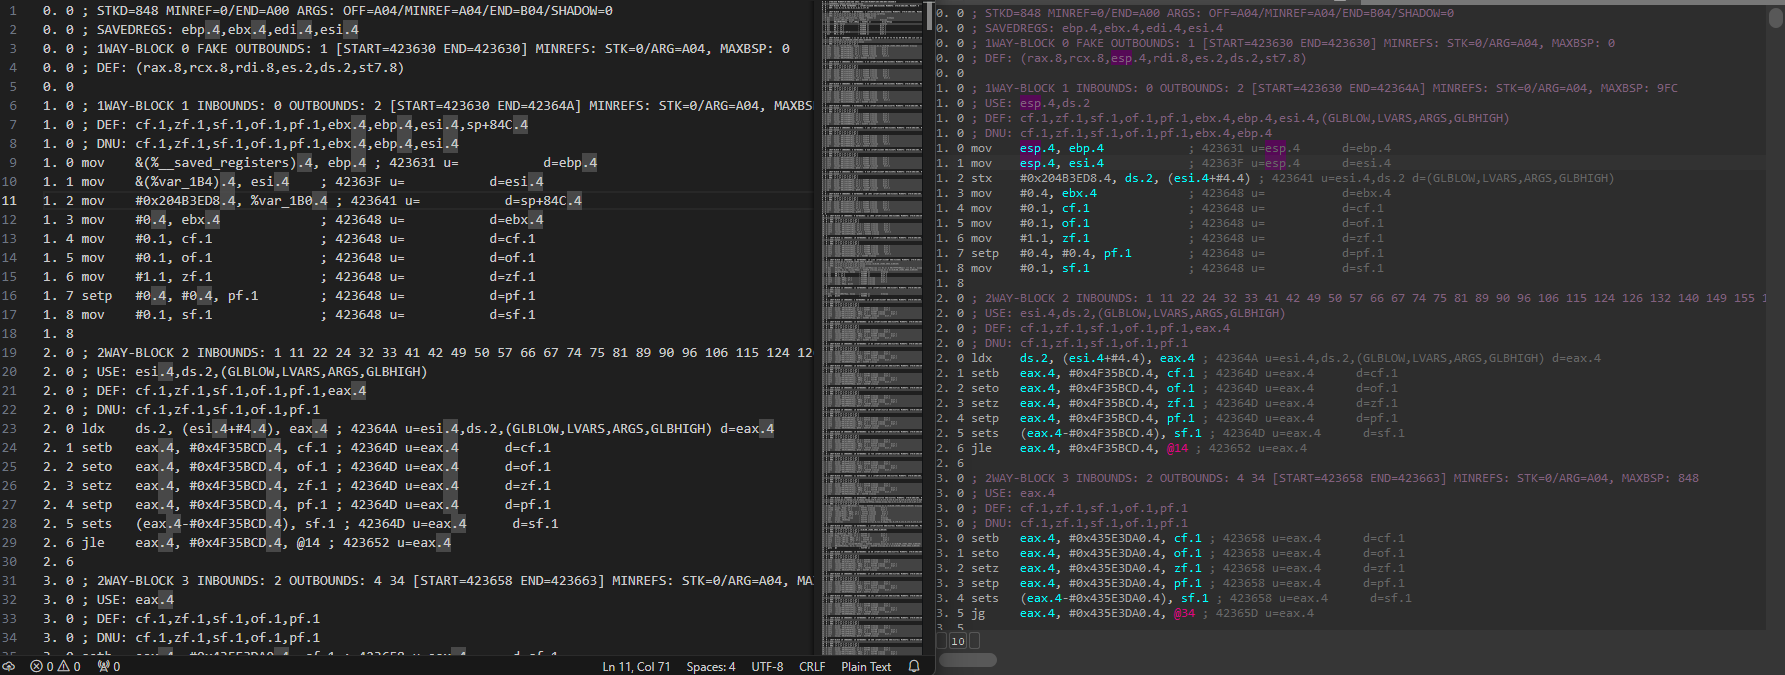 1 0. 0 ; STKD=848 MINREF=0/END=A00 ARGS: OFF=A04/MINREF=A04/END=B04/SHADOW=0
2 0. 0 ; SAVEDREGS: ebp.4,ebx.4,edi.4,esi.4
3 0. 0 ; 1WAY-BLOCK 0 FAKE OUTBOUNDS: 1 [START=423630 END=423630] MINREFS: STK=0/ARG=A04, MAXBSP: 0
4 0. 0 ; DEF: (rax.8,rcx.8,rdi.8,es.2,ds.2,st7.8)
5 0. 0
6 1. 0 ; 1WAY-BLOCK 1 INBOUNDS: 0 OUTBOUNDS: 2 [START=423630 END=42364A] MINREFS: STK=0/ARG=A04, MAXBS
7 1. 0 ; DEF: cf.1,zf.1,sf.1,of.1,pf.1,ebx.4,ebp.4,esi.4,sp+84C.4
8 1. 0 ; DNU: cf.1,zf.1,sf.1,of.1,pf.1,ebx.4,ebp.4,esi.4
9 1. 0 mov &(%__saved_registers).4, ebp.4 ; 423631 u= d=ebp.4
10 1. 1 mov &(%var_1B4).4, esi.4 ; 42363F u= d=esi.4
11 1. 2 mov #0x204B3ED8.4, %var_1B0.4 ; 423641 u= d=sp+84C.4
12 1. 3 mov #0.4, ebx.4 ; 423648 u= d=ebx.4
13 1. 4 mov #0.1, cf.1 ; 423648 u= d=cf.1
14 1. 5 mov #0.1, of.1 ; 423648 u= d=of.1
15 1. 6 mov #1.1, zf.1 ; 423648 u= d=zf.1
16 1. 7 setp #0.4, #0.4, pf.1 ; 423648 u= d=pf.1
17 1. 8 mov #0.1, sf.1 ; 423648 u= d=sf.1
18 1. 8
19 2. 0 ; 2WAY-BLOCK 2 INBOUNDS: 1 11 22 24 32 33 41 42 49 50 57 66 67 74 75 81 89 90 96 106 115 124 12
20 2. 0 ; USE: esi.4,ds.2,(GLBLOW,LVARS,ARGS,GLBHIGH)
21 2. 0 ; DEF: cf.1,zf.1,sf.1,of.1,pf.1,eax.4
22 2. 0 ; DNU: cf.1,zf.1,sf.1,of.1,pf.1
23 2. 0 ldx ds.2, (esi.4+#4.4), eax.4 ; 42364A u=esi.4,ds.2,(GLBLOW,LVARS,ARGS,GLBHIGH) d=eax.4
24 2. 1 setb eax.4, #0x4F35BCD.4, cf.1 ; 42364D u=eax.4 d=cf.1
25 2. 2 seto eax.4, #0x4F35BCD.4, of.1 ; 42364D u=eax.4 d=of.1
26 2. 3 setz eax.4, #0x4F35BCD.4, zf.1 ; 42364D u=eax.4 d=zf.1
27 2. 4 setp eax.4, #0x4F35BCD.4, pf.1 ; 42364D u=eax.4 d=pf.1
28 2. 5 sets (eax.4-#0x4F35BCD.4), sf.1 ; 42364D u=eax.4 d=sf.1
29 2. 6 jle eax.4, #0x4F35BCD.4, @14 ; 423652 u=eax.4
30 2. 6
31 3. 0 ; 2WAY-BLOCK 3 INBOUNDS: 2 OUTBOUNDS: 4 34 [START=423658 END=423663] MINREFS: STK=0/ARG=A04, MA
32 3. 0 ; USE: eax.4
33 3. 0 ; DEF: cf.1,zf.1,sf.1,of.1,pf.1
34 3. 0 ; DNU: cf.1,zf.1,sf.1,of.1,pf.1
0 0 0 Ln 11, Col 71 Spaces: 4 UTF-8 CRLF Plain Text
0. 0 ; STKD=848 MINREF=0/END=A00 ARGS: OFF=A04/MINREF=A04/END=B04/SHADOW=0
0. 0 ; SAVEDREGS: ebp.4,ebx.4,edi.4,esi.4
0. 0 ; 1WAY-BLOCK 0 FAKE OUTBOUNDS: 1 [START=423630 END=423630] MINREFS: STK=0/ARG=A04, MAXBSP: 0
0. 0 ; DEF: (rax.8,rcx.8,esp.4,rdi.8,es.2,ds.2,st7.8)
0. 0
1. 0 ; 1WAY-BLOCK 1 INBOUNDS: 0 OUTBOUNDS: 2 [START=423630 END=42364A] MINREFS: STK=0/ARG=A04, MAXBSP: 9FC
1. 0 ; USE: esp.4,ds.2
1. 0 ; DEF: cf.1,zf.1,sf.1,of.1,pf.1,ebx.4,ebp.4,esi.4,(GLBLOW,LVARS,ARGS,GLBHIGH)
1. 0 ; DNU: cf.1,zf.1,sf.1,of.1,pf.1,ebx.4,ebp.4
1. 0 mov esp.4, ebp.4 ; 423631 u=esp.4 d=ebp.4
1. 1 mov esp.4, esi.4 ; 42363F u=esp.4 d=esi.4
1. 2 stx #0x204B3ED8.4, ds.2, (esi.4+#4.4) ; 423641 u=esi.4,ds.2 d=(GLBLOW,LVARS,ARGS,GLBHIGH)
1. 3 mov #0.4, ebx.4 ; 423648 u= d=ebx.4
1. 4 mov #0.1, cf.1 ; 423648 u= d=cf.1
1. 5 mov #0.1, of.1 ; 423648 u= d=of.1
1. 6 mov #1.1, zf.1 ; 423648 u= d=zf.1
1. 7 setp #0.4, #0.4, pf.1 ; 423648 u= d=pf.1
1. 8 mov #0.1, sf.1 ; 423648 u= d=sf.1
1. 8
2. 0 ; 2WAY-BLOCK 2 INBOUNDS: 1 11 22 24 32 33 41 42 49 50 57 66 67 74 75 81 89 90 96 106 115 124 126 132 140 149 155 1
2. 0 ; USE: esi.4,ds.2,(GLBLOW,LVARS,ARGS,GLBHIGH)
2. 0 ; DEF: cf.1,zf.1,sf.1,of.1,pf.1,eax.4
2. 0 ; DNU: cf.1,zf.1,sf.1,of.1,pf.1
2. 0 ldx ds.2, (esi.4+#4.4), eax.4 ; 42364A u=esi.4,ds.2,(GLBLOW,LVARS,ARGS,GLBHIGH) d=eax.4
2. 1 setb eax.4, #0x4F35BCD.4, cf.1 ; 42364D u=eax.4 d=cf.1
2. 2 seto eax.4, #0x4F35BCD.4, of.1 ; 42364D u=eax.4 d=of.1
2. 3 setz eax.4, #0x4F35BCD.4, zf.1 ; 42364D u=eax.4 d=zf.1
2. 4 setp eax.4, #0x4F35BCD.4, pf.1 ; 42364D u=eax.4 d=pf.1
2. 5 sets (eax.4-#0x4F35BCD.4), sf.1 ; 42364D u=eax.4 d=sf.1
2. 6 jle eax.4, #0x4F35BCD.4, @14 ; 423652 u=eax.4
2. 6
3. 0 ; 2WAY-BLOCK 3 INBOUNDS: 2 OUTBOUNDS: 4 34 [START=423658 END=423663] MINREFS: STK=0/ARG=A04, MAXBSP: 848
3. 0 ; USE: eax.4
3. 0 ; DEF: cf.1,zf.1,sf.1,of.1,pf.1
3. 0 ; DNU: cf.1,zf.1,sf.1,of.1,pf.1
3. 0 setb eax.4, #0x435E3DA0.4, cf.1 ; 423658 u=eax.4 d=cf.1
3. 1 seto eax.4, #0x435E3DA0.4, of.1 ; 423658 u=eax.4 d=of.1
3. 2 setz eax.4, #0x435E3DA0.4, zf.1 ; 423658 u=eax.4 d=zf.1
3. 3 setp eax.4, #0x435E3DA0.4, pf.1 ; 423658 u=eax.4 d=pf.1
3. 4 sets (eax.4-#0x435E3DA0.4), sf.1 ; 423658 u=eax.4 d=sf.1
3. 5 jg eax.4, #0x435E3DA0.4, @34 ; 42365D u=eax.4
3. 5
10